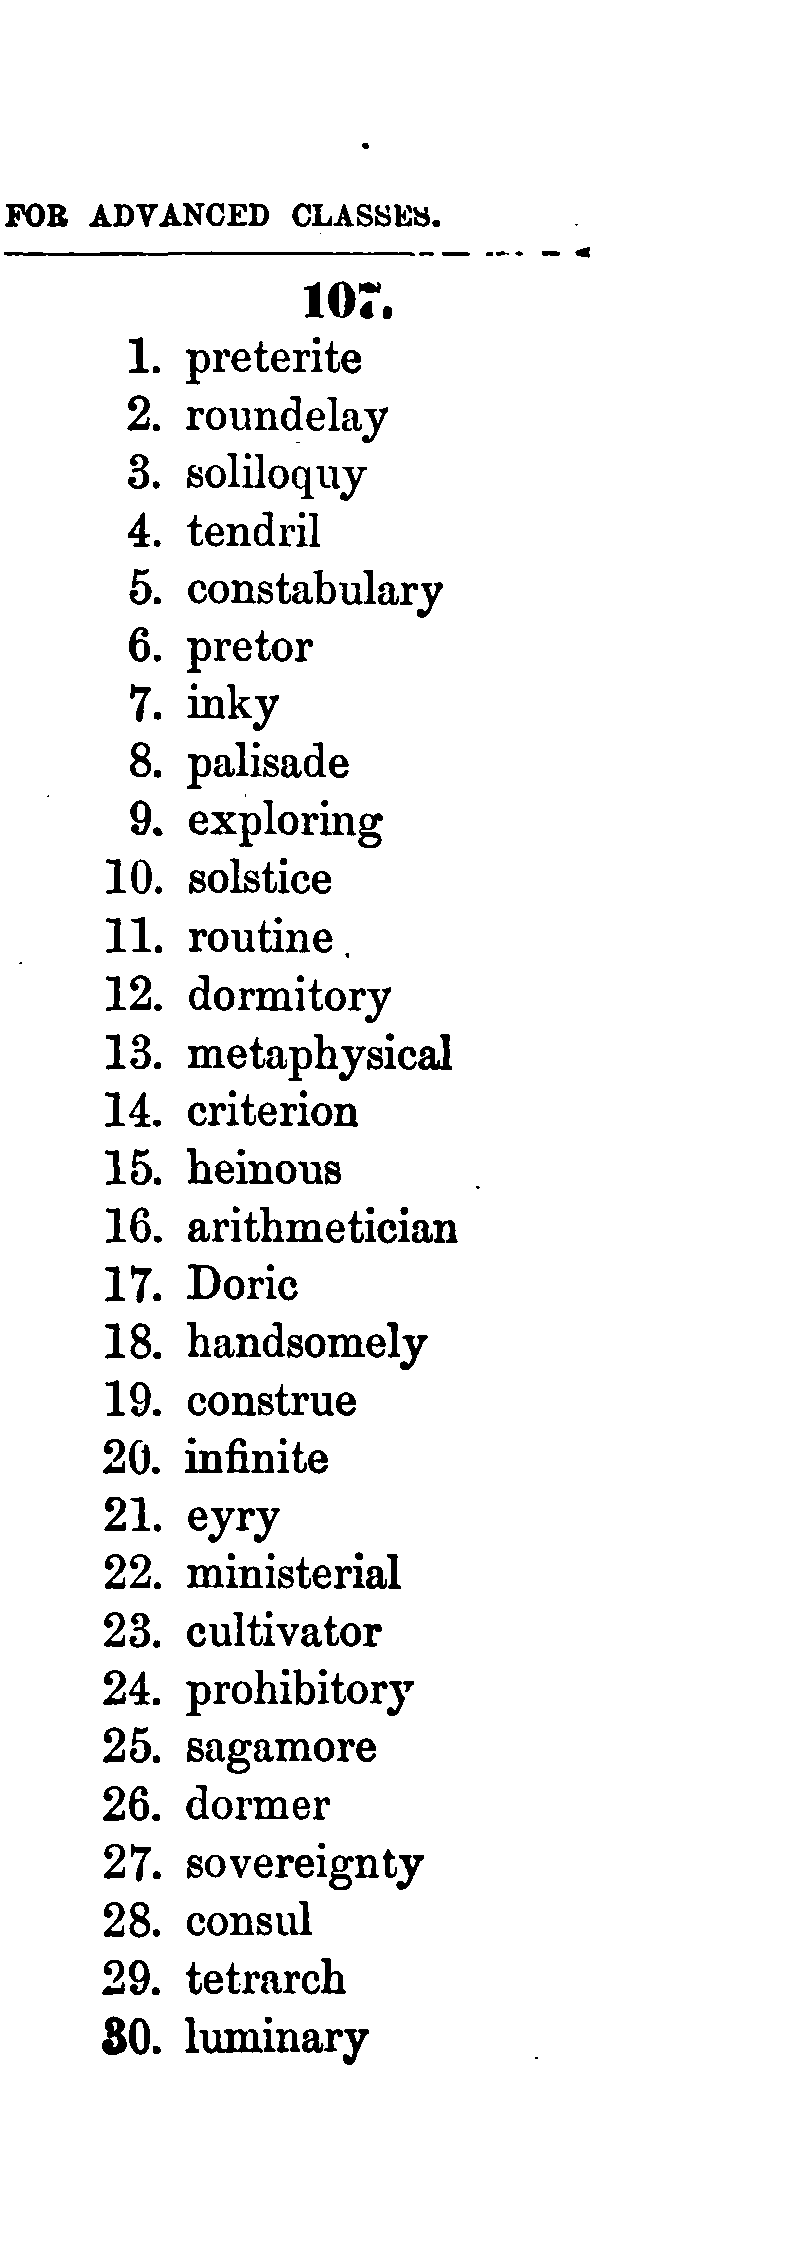 FOR ADVANCED CLASSES.
107.
1. preterite
2. roundelay
3. soliloquy
4. tendril
5. constabulary
6. pretor
7. inky
8. palisade
9. exploring
10. solstice
11. routine
12. dormitory
13. metaphysical
14. criterion
15. heinous
16. arithmetician
17. Doric
18. handsomely
19. construe
20. infinite
21. eyry
22. ministerial
23. cultivator
24. prohibitory
25. sagamore
26. dormer
27. sovereignty
28. consul
29. tetrarch
30. luminary